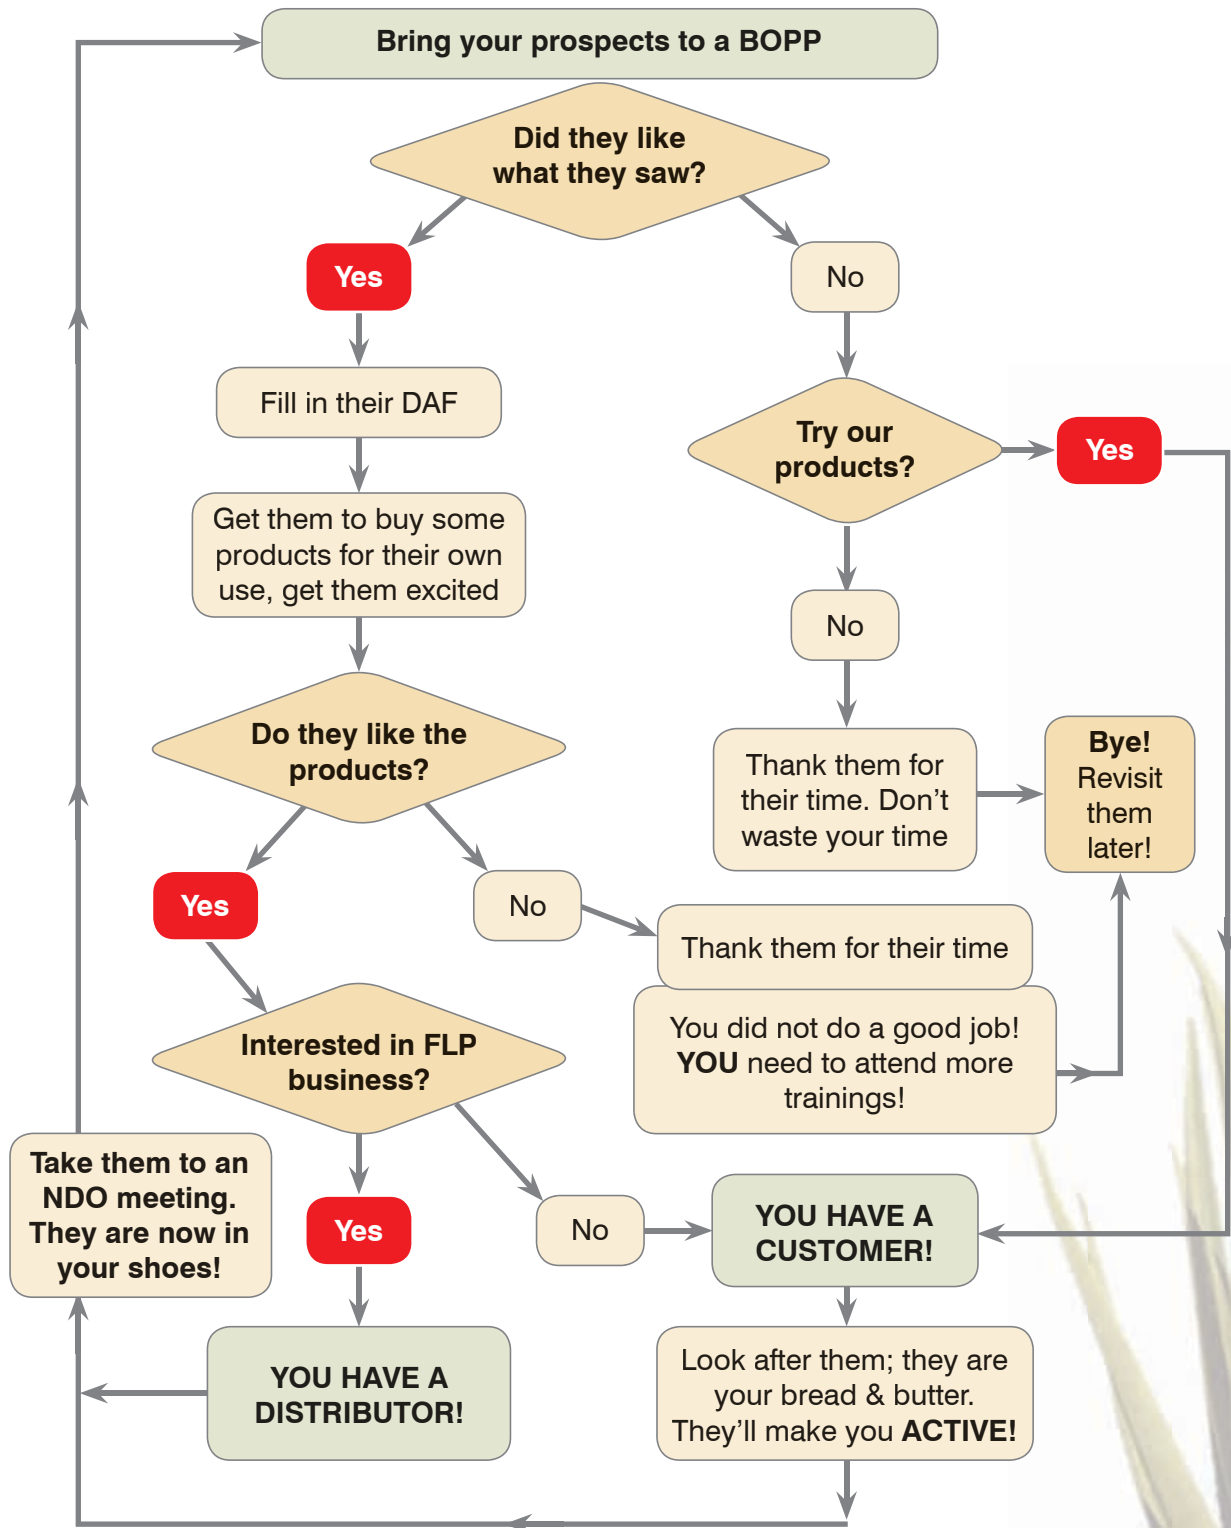 Bring your prospects to a BOPP
Did they like
what they saw?
Yes
No
Fill in their DAF
Try our
products?
Yes
Get them to buy some
products for their own
use, get them excited
No
Do they like the
products?
Thank them for
their time. Don’t
waste your time
Bye!
Revisit
them
later!
Yes
No
Thank them for their time
You did not do a good job!
YOU need to attend more
trainings!
Interested in FLP
business?
Take them to an
NDO meeting.
They are now in
your shoes!
Yes
No
YOU HAVE A
CUSTOMER!
YOU HAVE A
DISTRIBUTOR!
Look after them; they are
your bread & butter.
They’ll make you ACTIVE!